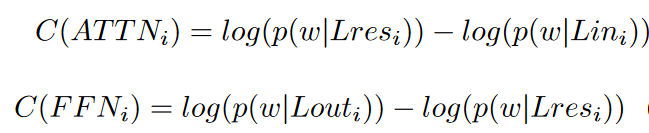 C(ATTN_i) = log(p(w|Lres_i)) − log(p(w|Lin_i))
C(FFN_i) = log(p(w|Lout_i)) − log(p(w|Lres_i)) (